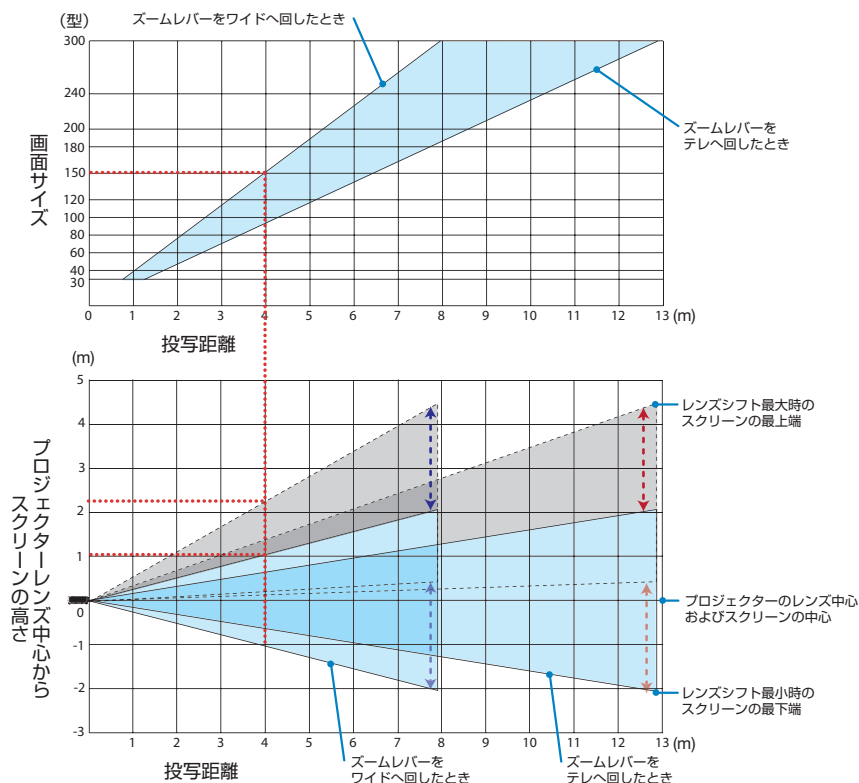 (型)
ズームレバーをワイドへ回したとき
300
240
200
180
150
120
100
80
60
40
30
画面サイズ
ズームレバーを
テレへ回したとき
0 1 2 3 4 5 6 7 8 9 10 11 12 13 (m)
投写距離
(m)
5
4
3
2
1
0
-1
-2
-3
プロジェクターレンズ中心から
スクリーンの高さ
レンズシフト最大時の
スクリーンの最上端
プロジェクターのレンズ中心
およびスクリーンの中心
レンズシフト最小時の
スクリーンの最下端
1 2 3 4 5 6 7 8 9 10 11 12 13 (m)
投写距離
ズームレバーを
ワイドへ回したとき
ズームレバーを
テレへ回したとき